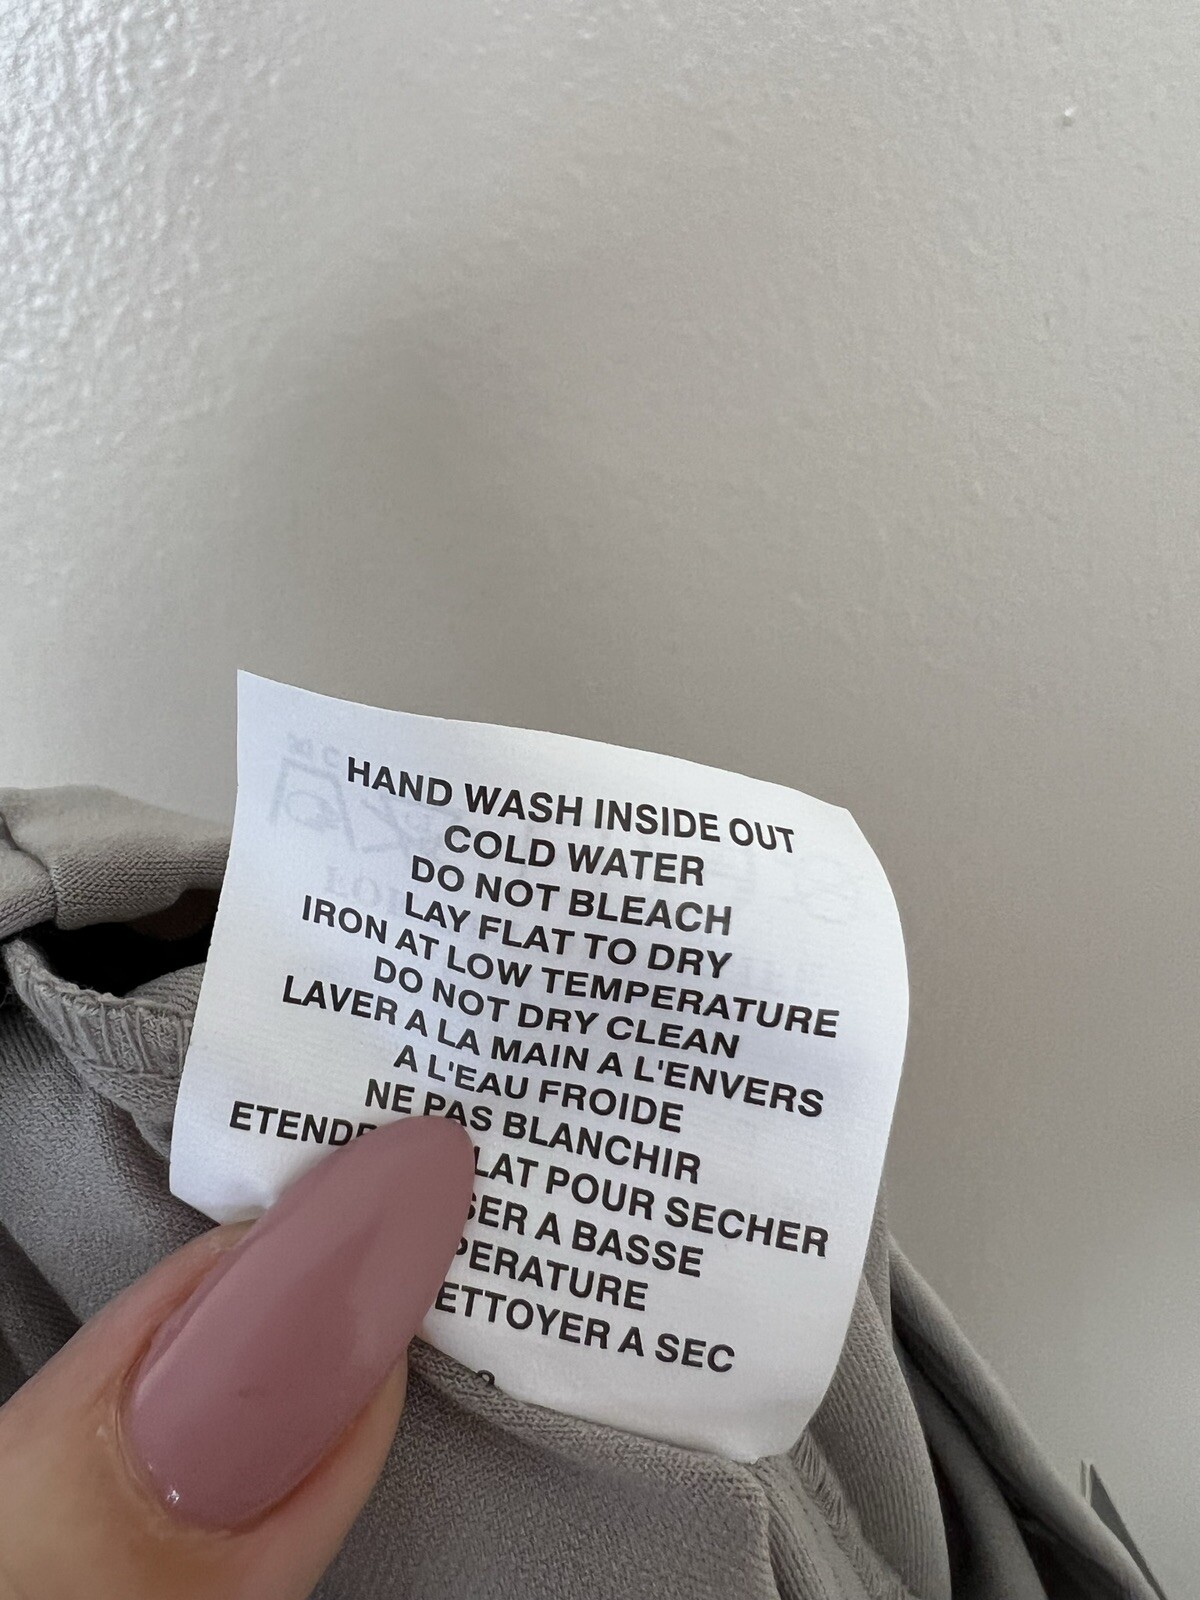 HAND WASH INSIDE OUT
COLD WATER
DO NOT BLEACH
LAY FLAT TO DRY
IRON AT LOW TEMPERATURE
DO NOT DRY CLEAN
LAVER A LA MAIN A L'ENVERS
A L'EAU FROIDE
NE PAS BLANCHIR
POUR SECHER
A BASSE
A SEC